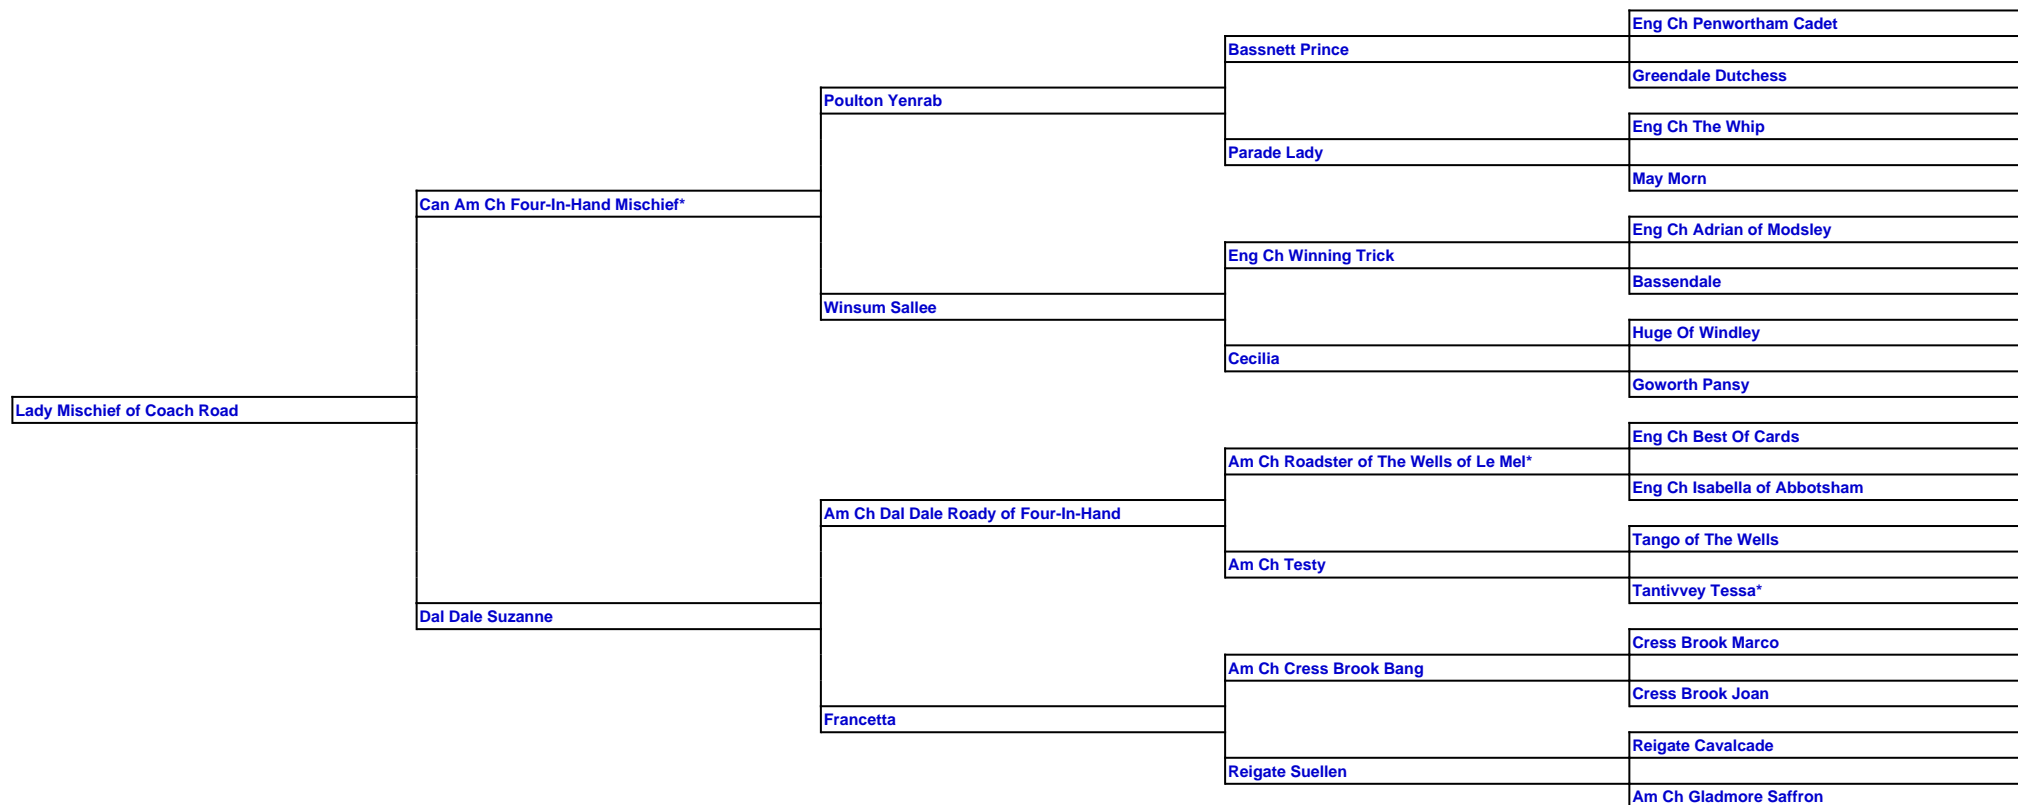 Eng Ch Penwortham Cadet
Bassnett Prince
Greendale Dutchess
Poulton Yenrab
Eng Ch The Whip
Parade Lady
May Morn
Can Am Ch Four-In-Hand Mischief*
Eng Ch Adrian of Modsley
Eng Ch Winning Trick
Bassendale
Winsum Sallee
Huge Of Windley
Cecilia
Goworth Pansy
Lady Mischief of Coach Road
Eng Ch Best Of Cards
Am Ch Roadster of The Wells of Le Mel*
Eng Ch Isabella of Abbotsham
Am Ch Dal Dale Roady of Four-In-Hand
Tango of The Wells
Am Ch Testy
Tantivvey Tessa*
Dal Dale Suzanne
Cress Brook Marco
Am Ch Cress Brook Bang
Cress Brook Joan
Francetta
Reigate Cavalcade
Reigate Suellen
Am Ch Gladmore Saffron